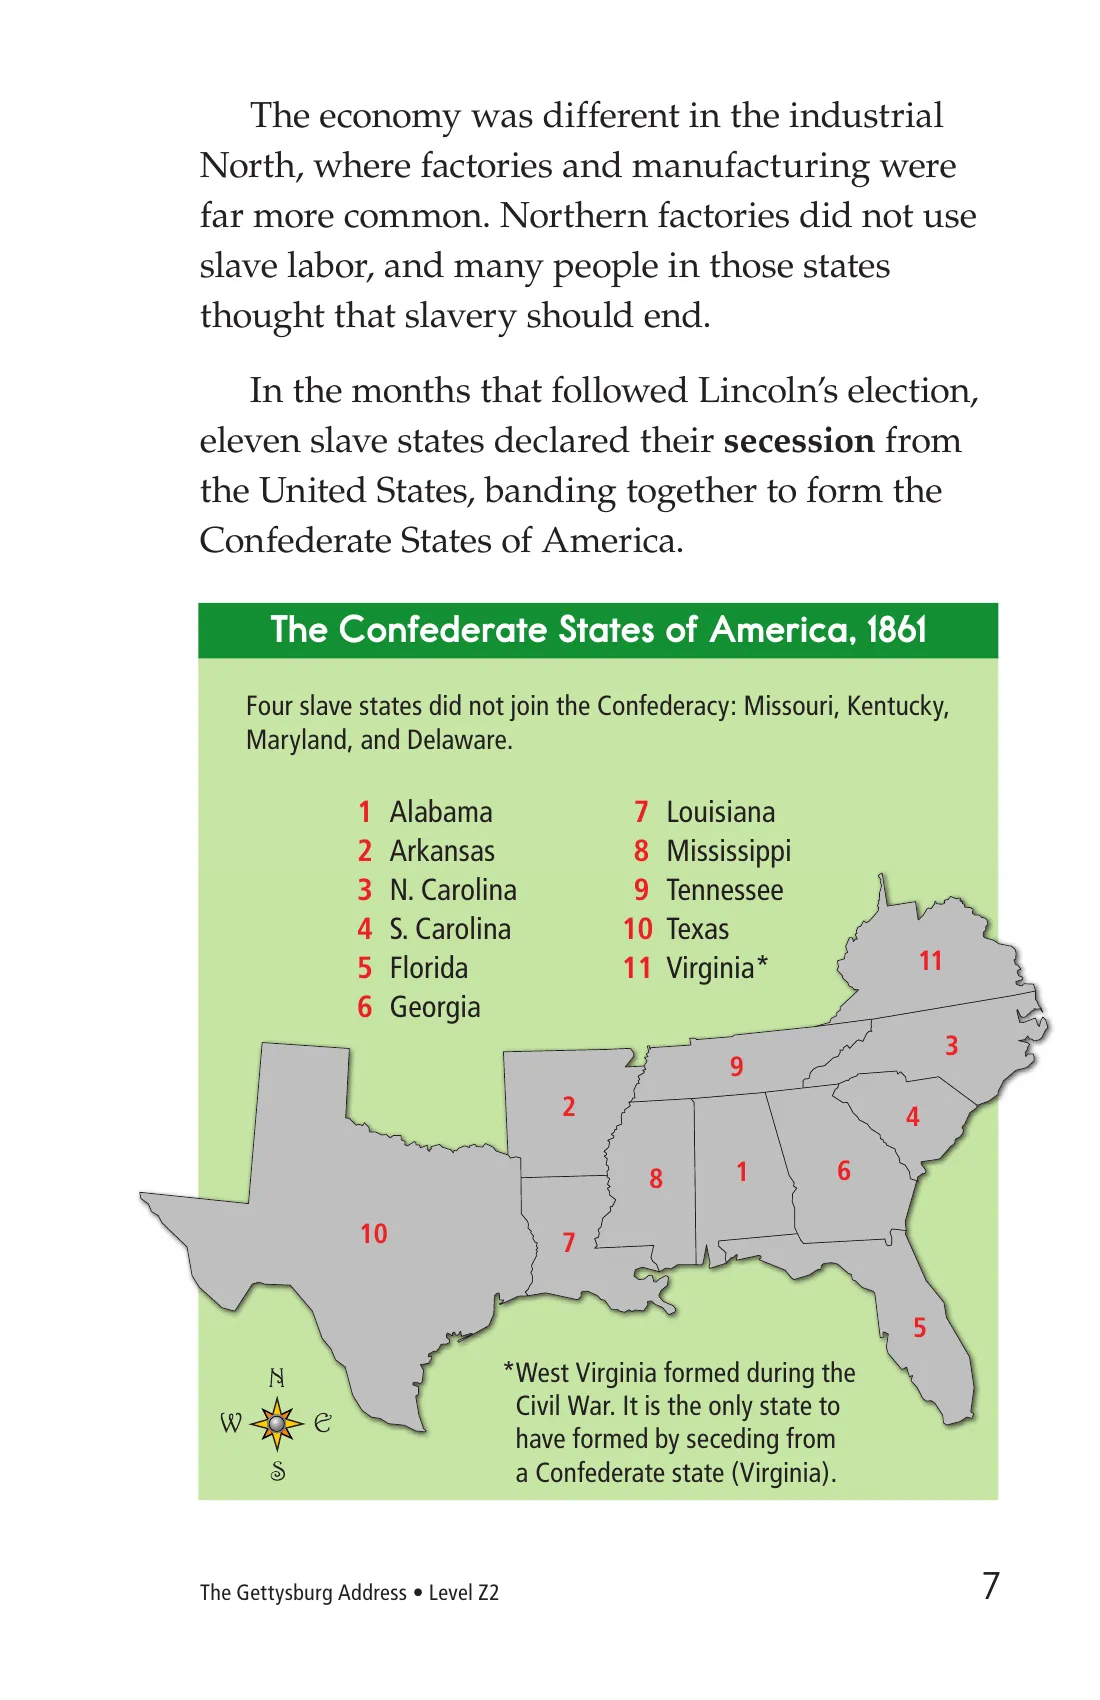 The economy was different in the industrial
North, where factories and manufacturing were
far more common. Northern factories did not use
slave labor, and many people in those states
thought that slavery should end.
In the months that followed Lincoln’s election,
eleven slave states declared their secession from
the United States, banding together to form the
Confederate States of America.
The Confederate States of America, 1861
Four slave states did not join the Confederacy: Missouri, Kentucky,
Maryland, and Delaware.
1 Alabama
2 Arkansas
3 N. Carolina
4 S. Carolina
5 Florida
6 Georgia
7 Louisiana
8 Mississippi
9 Tennessee
10 Texas
11 Virginia*
11
3
9
2
4
8
1
6
10
7
5
N
W E
S
*West Virginia formed during the
Civil War. It is the only state to
have formed by seceding from
a Confederate state (Virginia).
The Gettysburg Address • Level Z2
7